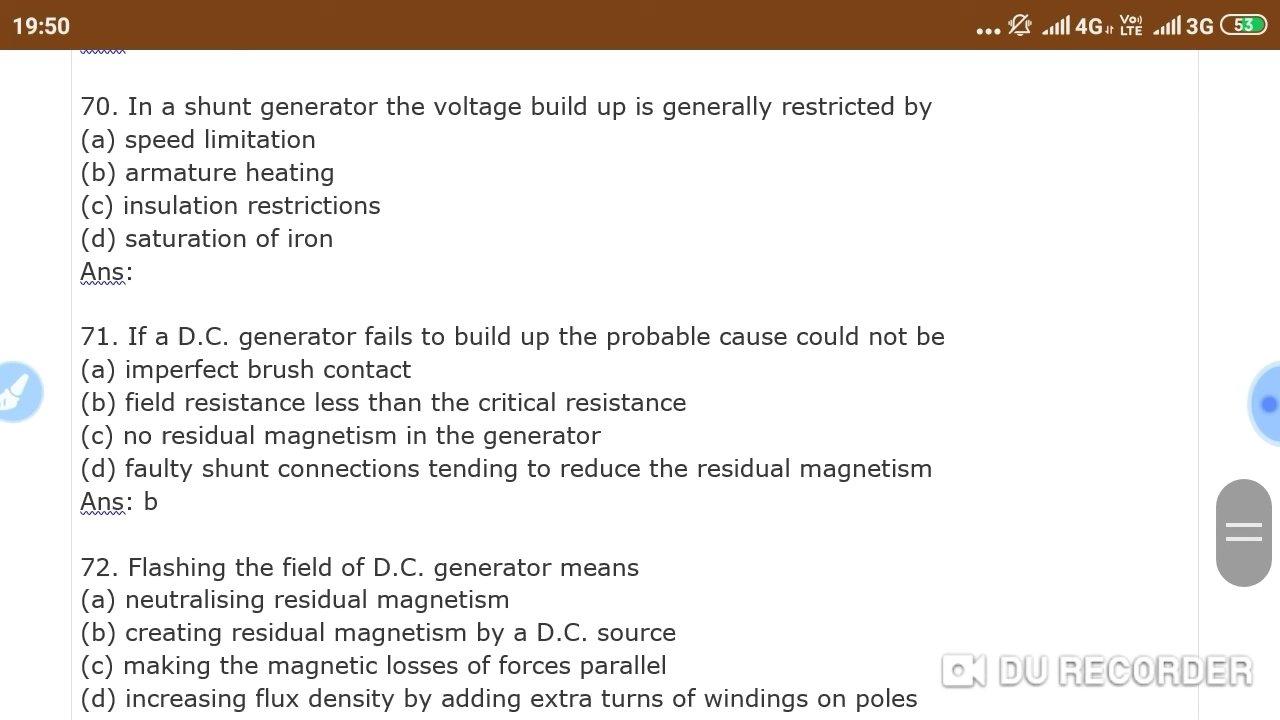 19:50
... 4G Vo) LTE 3G 53
70. In a shunt generator the voltage build up is generally restricted by
(a) speed limitation
(b) armature heating
(c) insulation restrictions
(d) saturation of iron
Ans:
71. If a D.C. generator fails to build up the probable cause could not be
(a) imperfect brush contact
(b) field resistance less than the critical resistance
(c) no residual magnetism in the generator
(d) faulty shunt connections tending to reduce the residual magnetism
Ans: b
72. Flashing the field of D.C. generator means
(a) neutralising residual magnetism
(b) creating residual magnetism by a D.C. source
(c) making the magnetic losses of forces parallel
(d) increasing flux density by adding extra turns of windings on poles
DU RECORDER